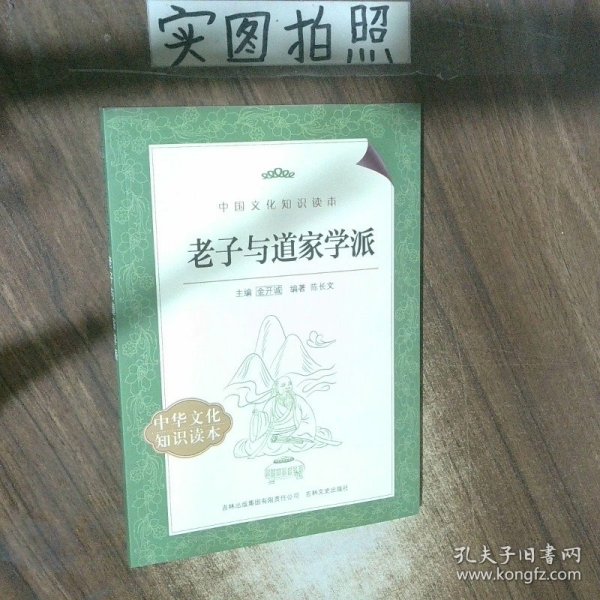 实图拍照
中国文化知识读本
老子与道家学派
主编 金开诚 编著 陈长文
中华文化
知识读本
吉林出版集团有限责任公司 吉林文史出版社
孔夫子旧书网
www.kongfz.com